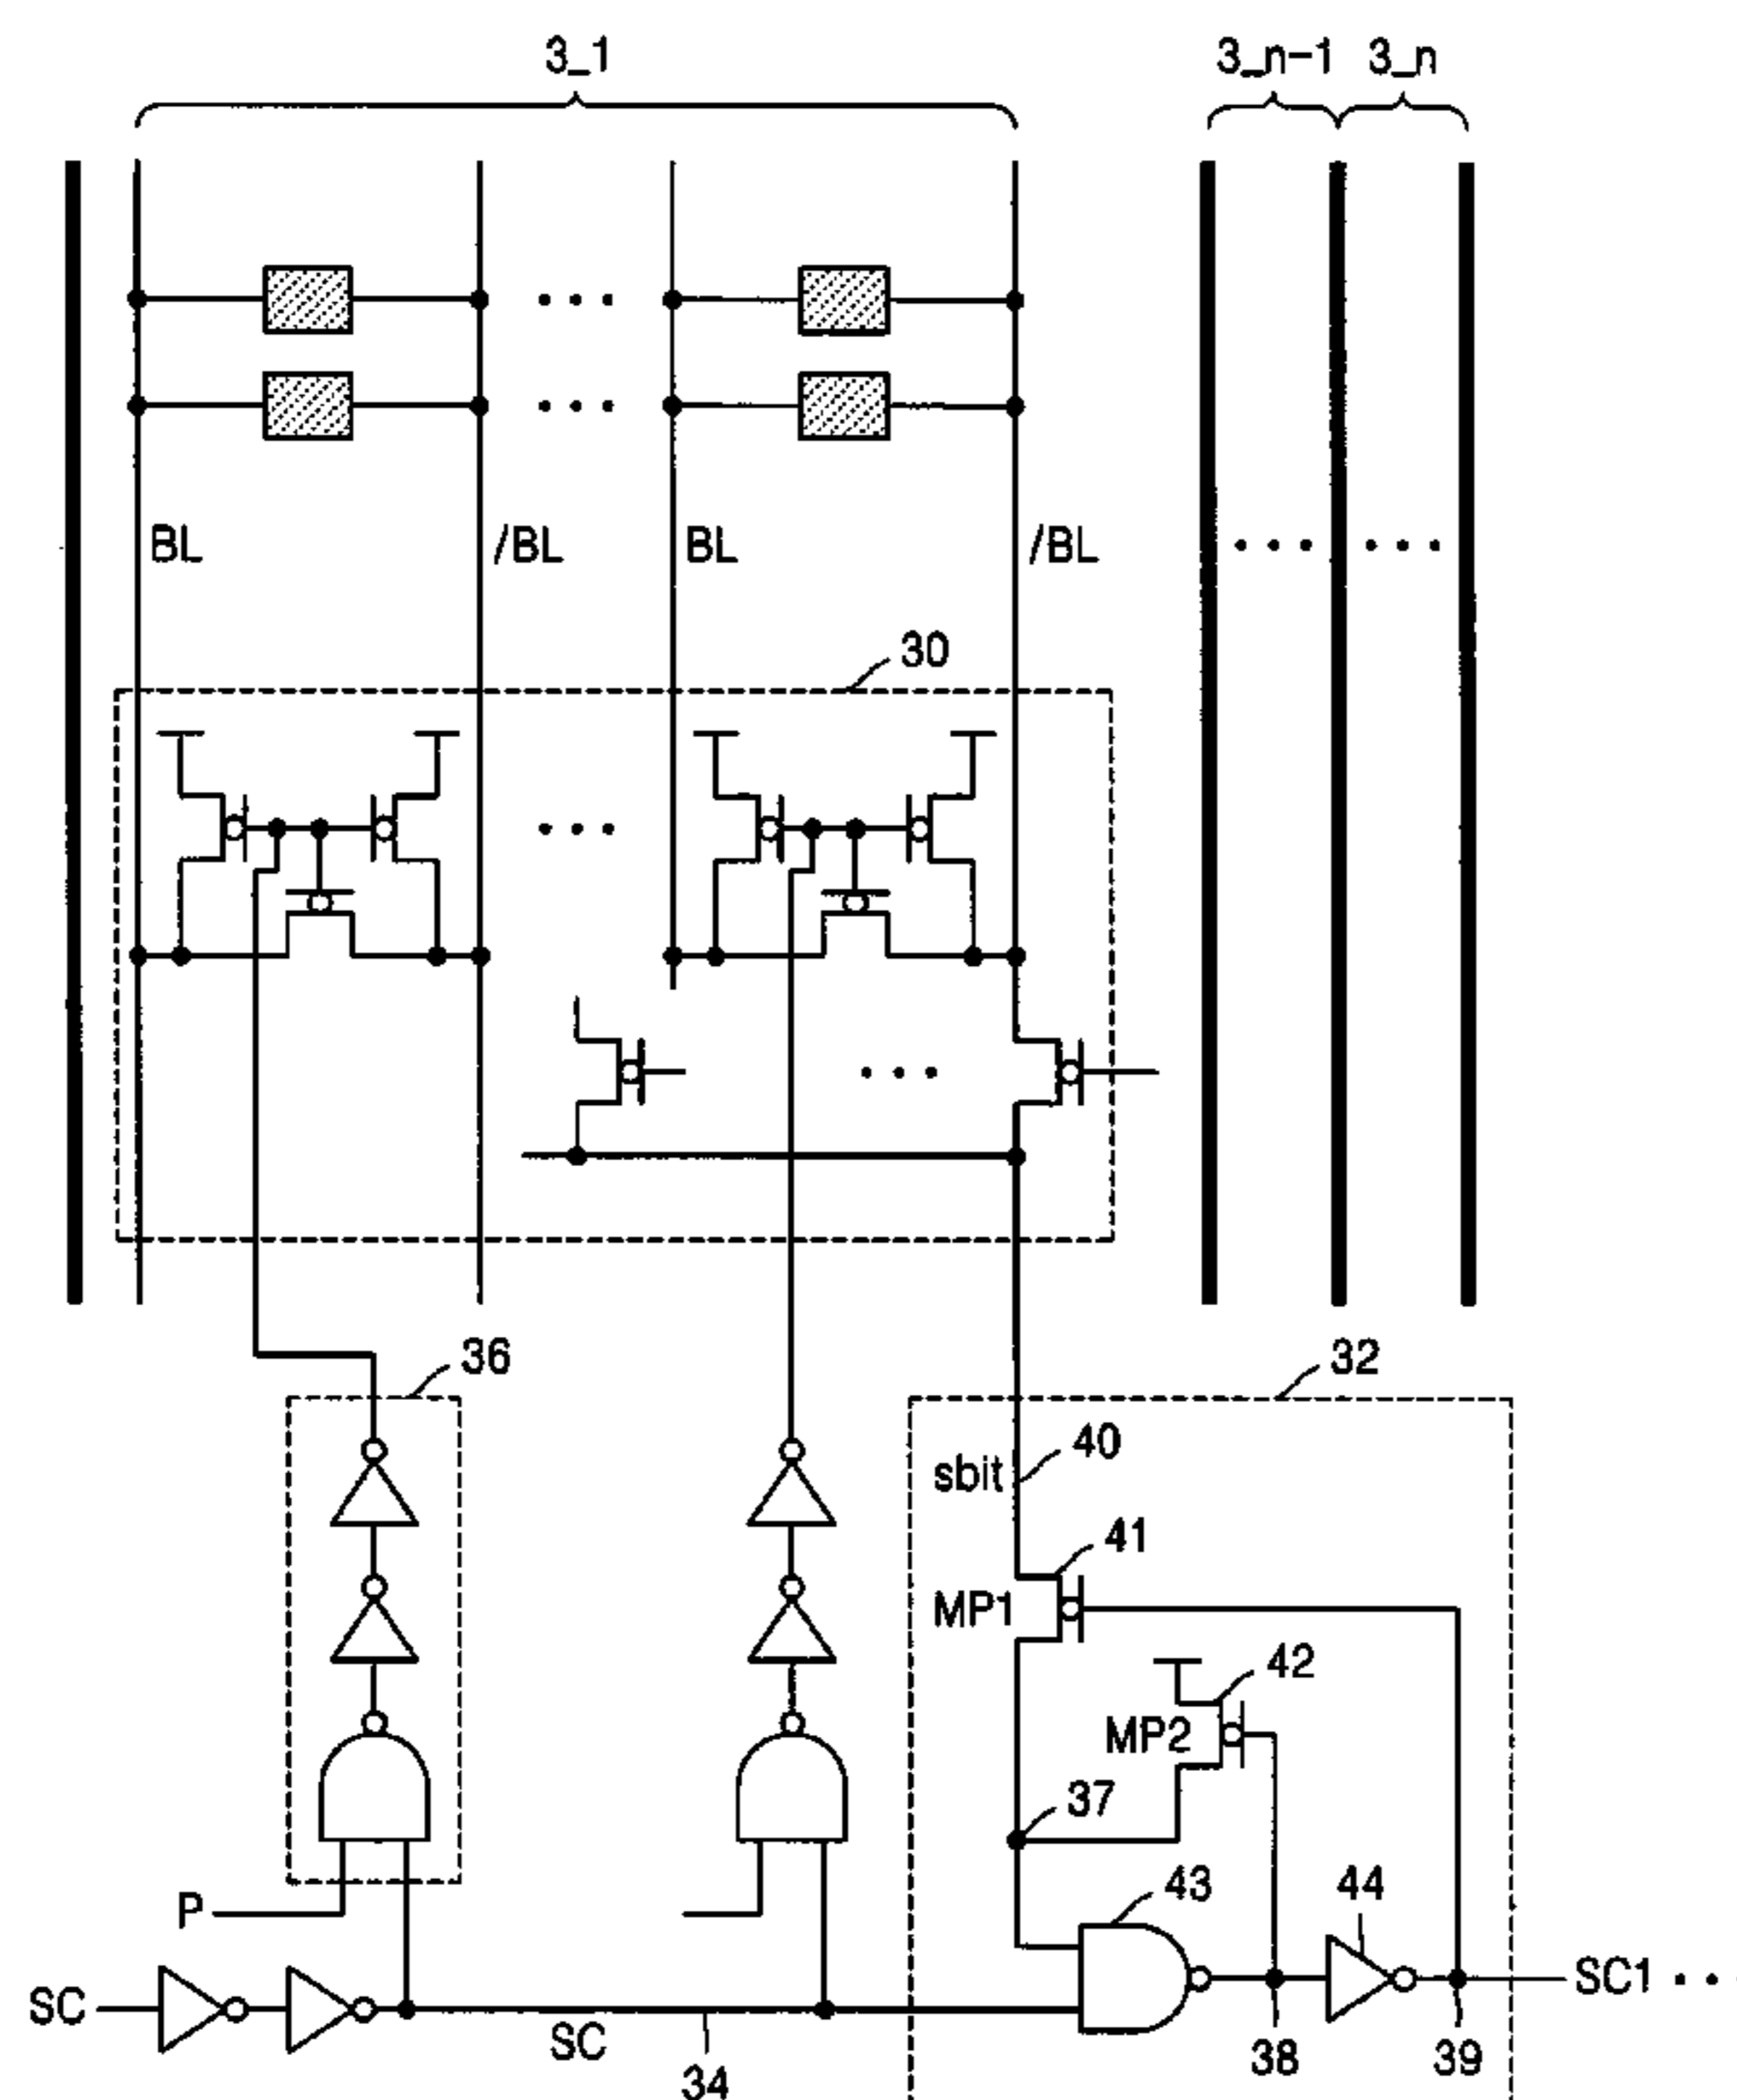 3_1
3_n-1 3_n
BL
/BL
BL
/BL
30
36
32
sbit
40
41
MP1
42
MP2
37
P
43
44
SC
SC
34
38
39
SC1 • •